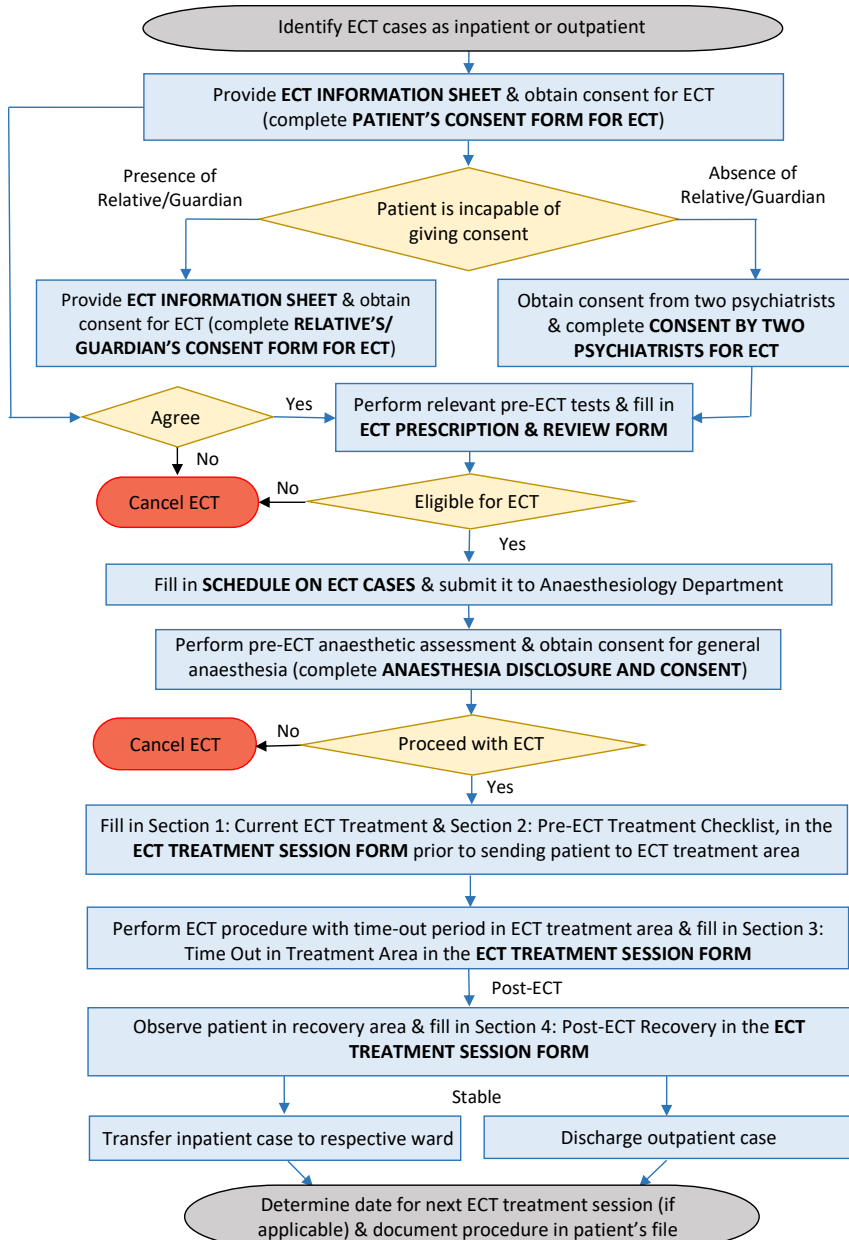 Identify ECT cases as inpatient or outpatient
Provide ECT INFORMATION SHEET & obtain consent for ECT
(complete PATIENT’S CONSENT FORM FOR ECT)
Presence of
Relative/Guardian
Absence of
Relative/Guardian
Patient is incapable of
giving consent
Provide ECT INFORMATION SHEET & obtain
consent for ECT (complete RELATIVE’S/
GUARDIAN’S CONSENT FORM FOR ECT)
Obtain consent from two psychiatrists
& complete CONSENT BY TWO
PSYCHIATRISTS FOR ECT
Agree
Yes
Perform relevant pre-ECT tests & fill in
ECT PRESCRIPTION & REVIEW FORM
No
Cancel ECT
No
Eligible for ECT
Yes
Fill in SCHEDULE ON ECT CASES & submit it to Anaesthesiology Department
Perform pre-ECT anaesthetic assessment & obtain consent for general
anaesthesia (complete ANAESTHESIA DISCLOSURE AND CONSENT)
Cancel ECT
No
Proceed with ECT
Yes
Fill in Section 1: Current ECT Treatment & Section 2: Pre-ECT Treatment Checklist, in the
ECT TREATMENT SESSION FORM prior to sending patient to ECT treatment area
Perform ECT procedure with time-out period in ECT treatment area & fill in Section 3:
Time Out in Treatment Area in the ECT TREATMENT SESSION FORM
Post-ECT
Observe patient in recovery area & fill in Section 4: Post-ECT Recovery in the ECT
TREATMENT SESSION FORM
Stable
Transfer inpatient case to respective ward
Discharge outpatient case
Determine date for next ECT treatment session (if
applicable) & document procedure in patient’s file